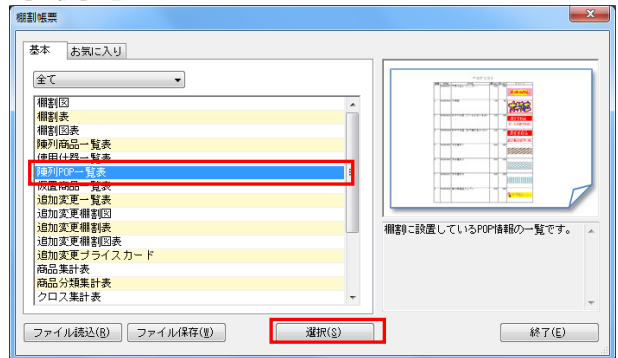 棚割帳票
基本 お気に入り
全て
棚割図
棚割表
棚割図表
陳列商品一覧表
使用什器一覧表
陳列POP一覧表
仮置商品一覧表
追加変更一覧表
追加変更棚割図
追加変更棚割表
追加変更棚割図表
追加変更プライスカード
商品集計表
商品分類集計表
クロス集計表
棚割に設置しているPOP情報の一覧です。
ファイル読込(R) ファイル保存(W) 選択(S) 終了(E)